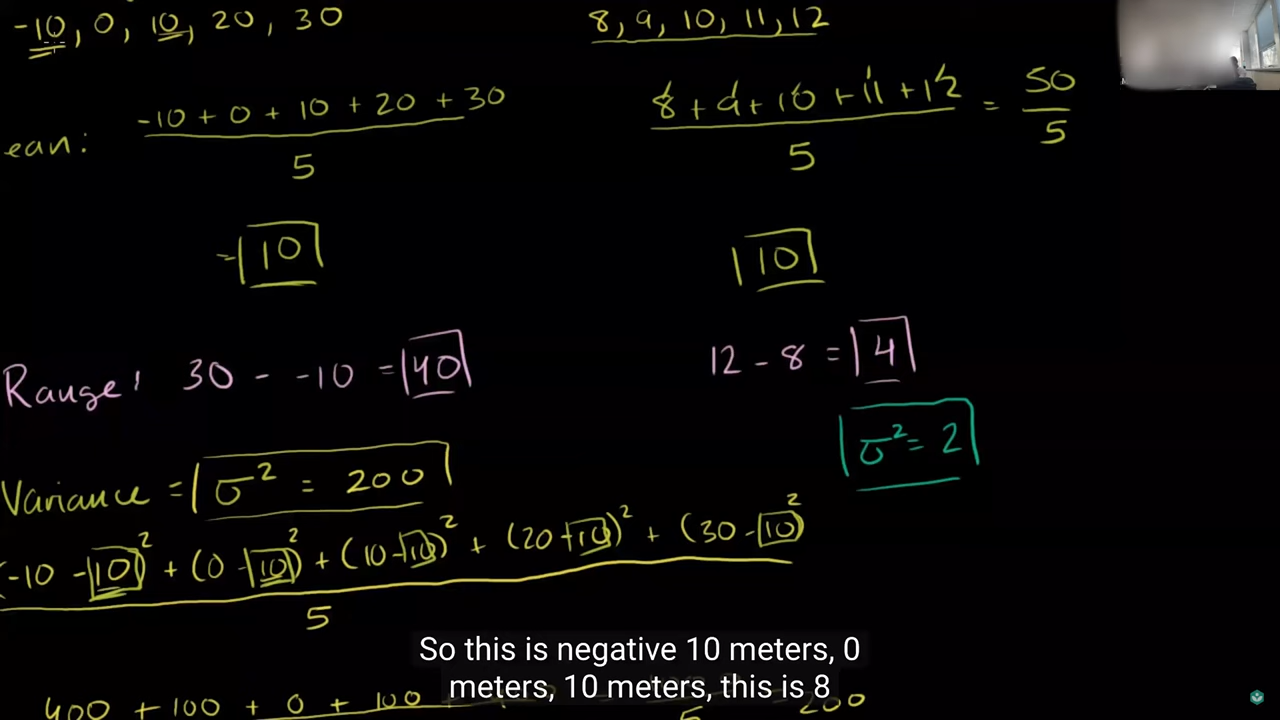 -10, 0, 10, 20, 30
8, 9, 10, 11, 12
ean: -10 + 0 + 10 + 20 + 30
5
8 + 9 + 10 + 11 + 12 = 50
5 5
= 10
10
Range: 30 - -10 = 40
12 - 8 = 4
σ² = 2
Variance = σ² = 200
(-10 - 10)² + (0 - 10)² + (10 - 10)² + (20 - 10)² + (30 - 10)²
5
400 + 100 + 0 + 100 + 5 200
So this is negative 10 meters, 0
meters, 10 meters, this is 8